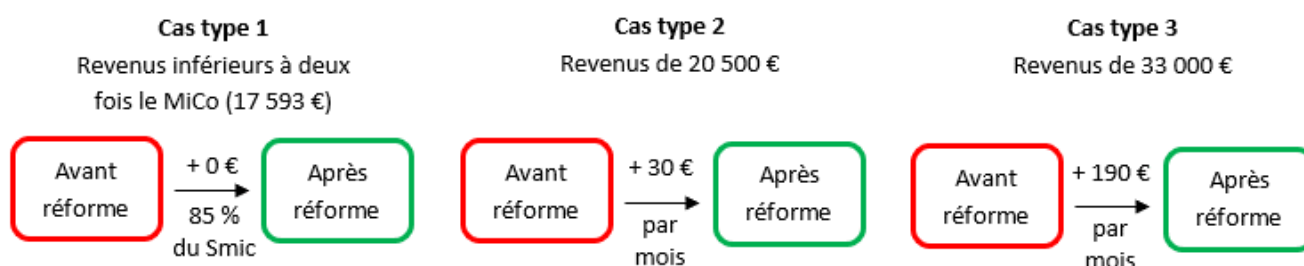 Cas type 1
Revenus inférieurs à deux
fois le MiCo (17 593 €)
Avant
réforme
+ 0 €
85 %
du Smic
Après
réforme
Cas type 2
Revenus de 20 500 €
Avant
réforme
+ 30 €
par
mois
Après
réforme
Cas type 3
Revenus de 33 000 €
Avant
réforme
+ 190 €
par
mois
Après
réforme